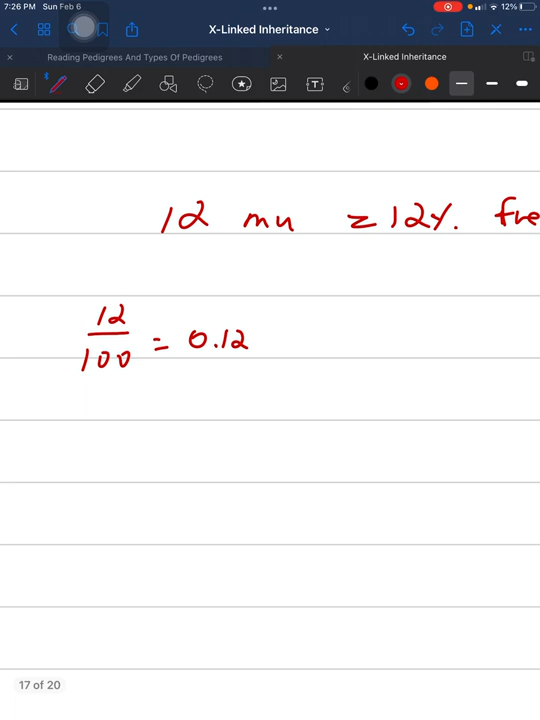 7:26 PM Sun Feb 6 12%
X-Linked Inheritance
Reading Pedigrees And Types Of Pedigrees X-Linked Inheritance
12 mu = 12%. fre
12
100 = 0.12
17 of 20